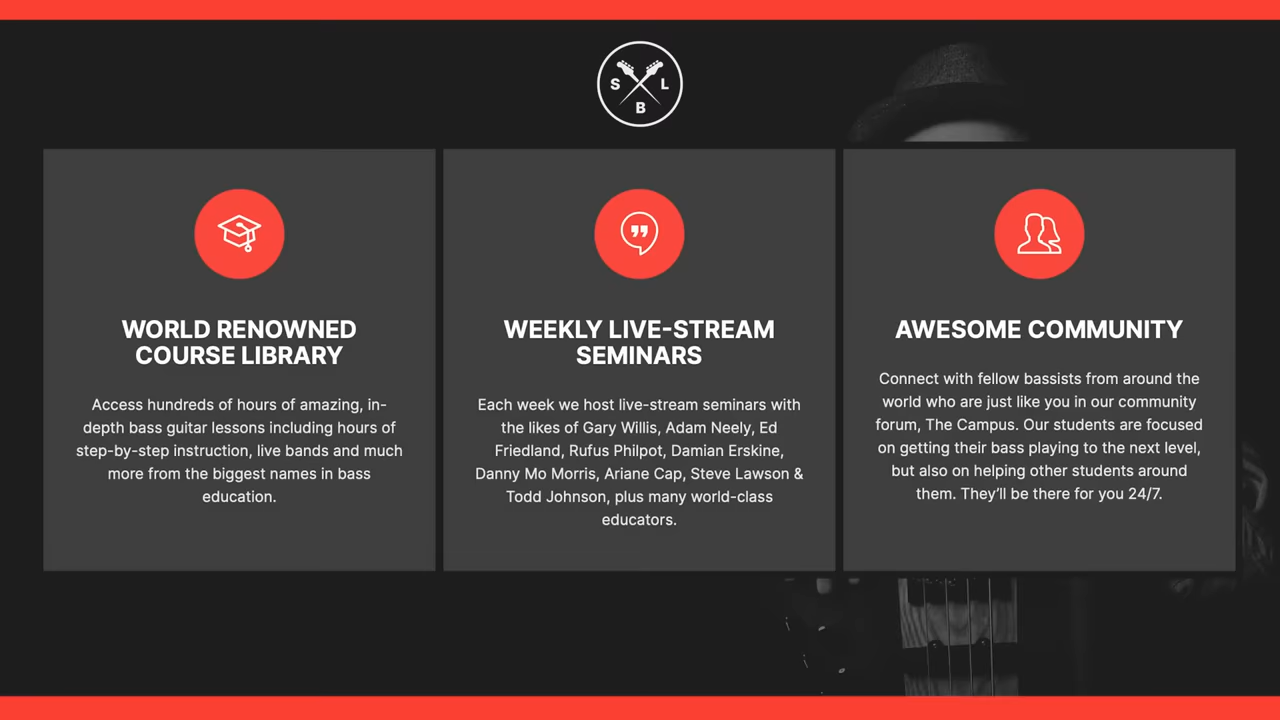 S L
B
WORLD RENOWNED
COURSE LIBRARY
Access hundreds of hours of amazing, in-
depth bass guitar lessons including hours of
step-by-step instruction, live bands and much
more from the biggest names in bass
education.
WEEKLY LIVE-STREAM
SEMINARS
Each week we host live-stream seminars with
the likes of Gary Willis, Adam Neely, Ed
Friedland, Rufus Philpot, Damian Erskine,
Danny Mo Morris, Ariane Cap, Steve Lawson &
Todd Johnson, plus many world-class
educators.
AWESOME COMMUNITY
Connect with fellow bassists from around the
world who are just like you in our community
forum, The Campus. Our students are focused
on getting their bass playing to the next level,
but also on helping other students around
them. They’ll be there for you 24/7.